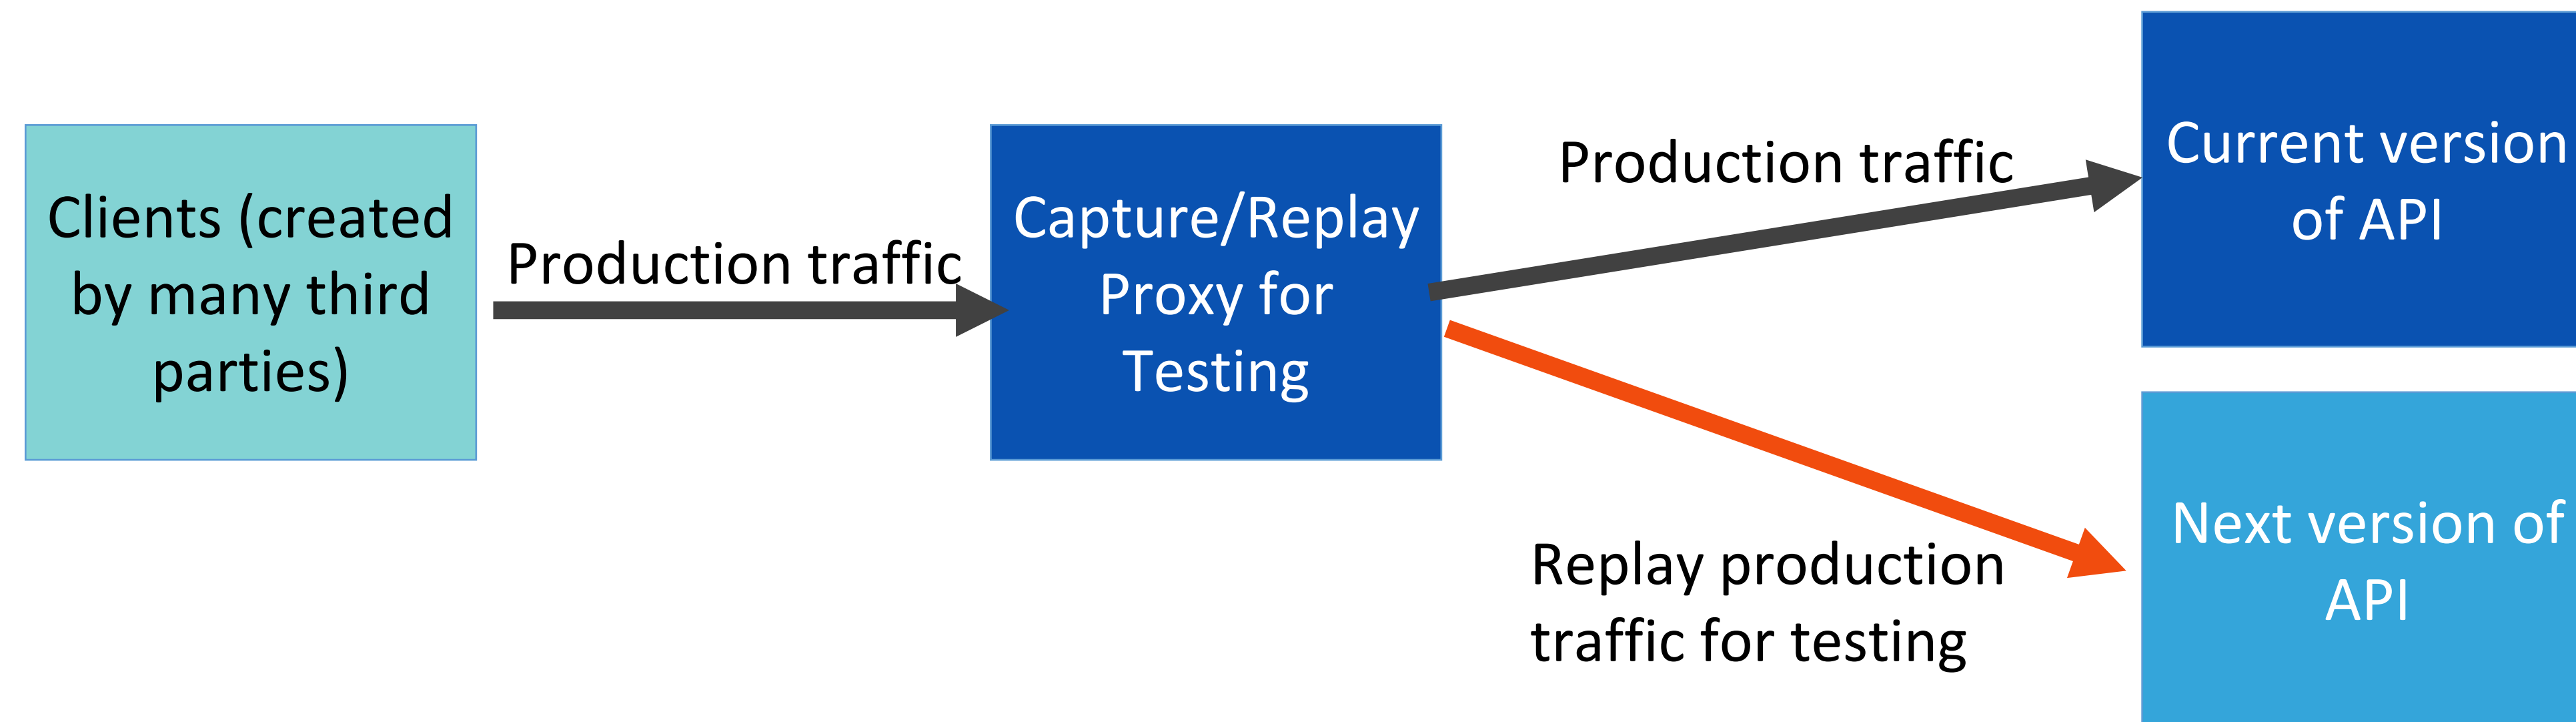 Clients (created
by many third
parties)
Production traffic
Capture/Replay
Proxy for
Testing
Production traffic
Current version
of API
Replay production
traffic for testing
Next version of
API